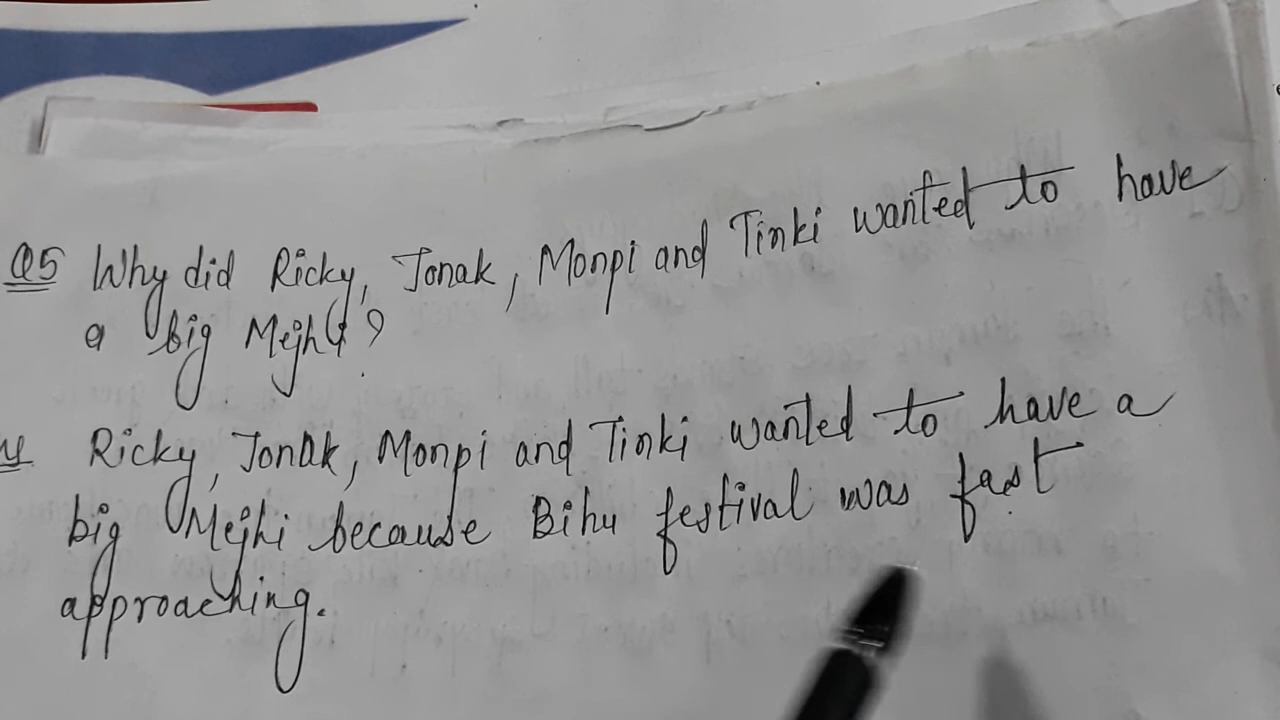 Q5 Why did Ricky, Jonak, Monpi and Tinki wanted to have
a big Mejhi?
Ricky, Jonak, Monpi and Tinki wanted to have a
big Mejhi because Bihu festival was fast
approaching.